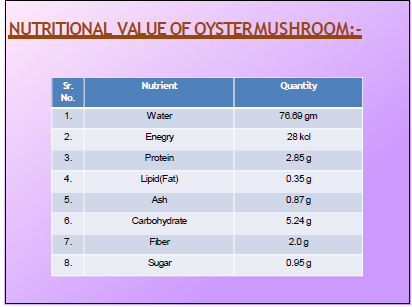 NUTRITIONAL VALUE OF OYSTER MUSHROOM:-
Sr. No. Nutrient Quantity
1. Water 76.69 gm
2. Enegry 28 kcl
3. Protein 2.85 g
4. Lipid(Fat) 0.35 g
5. Ash 0.87 g
6. Carbohydrate 5.24 g
7. Fiber 2.0 g
8. Sugar 0.95 g